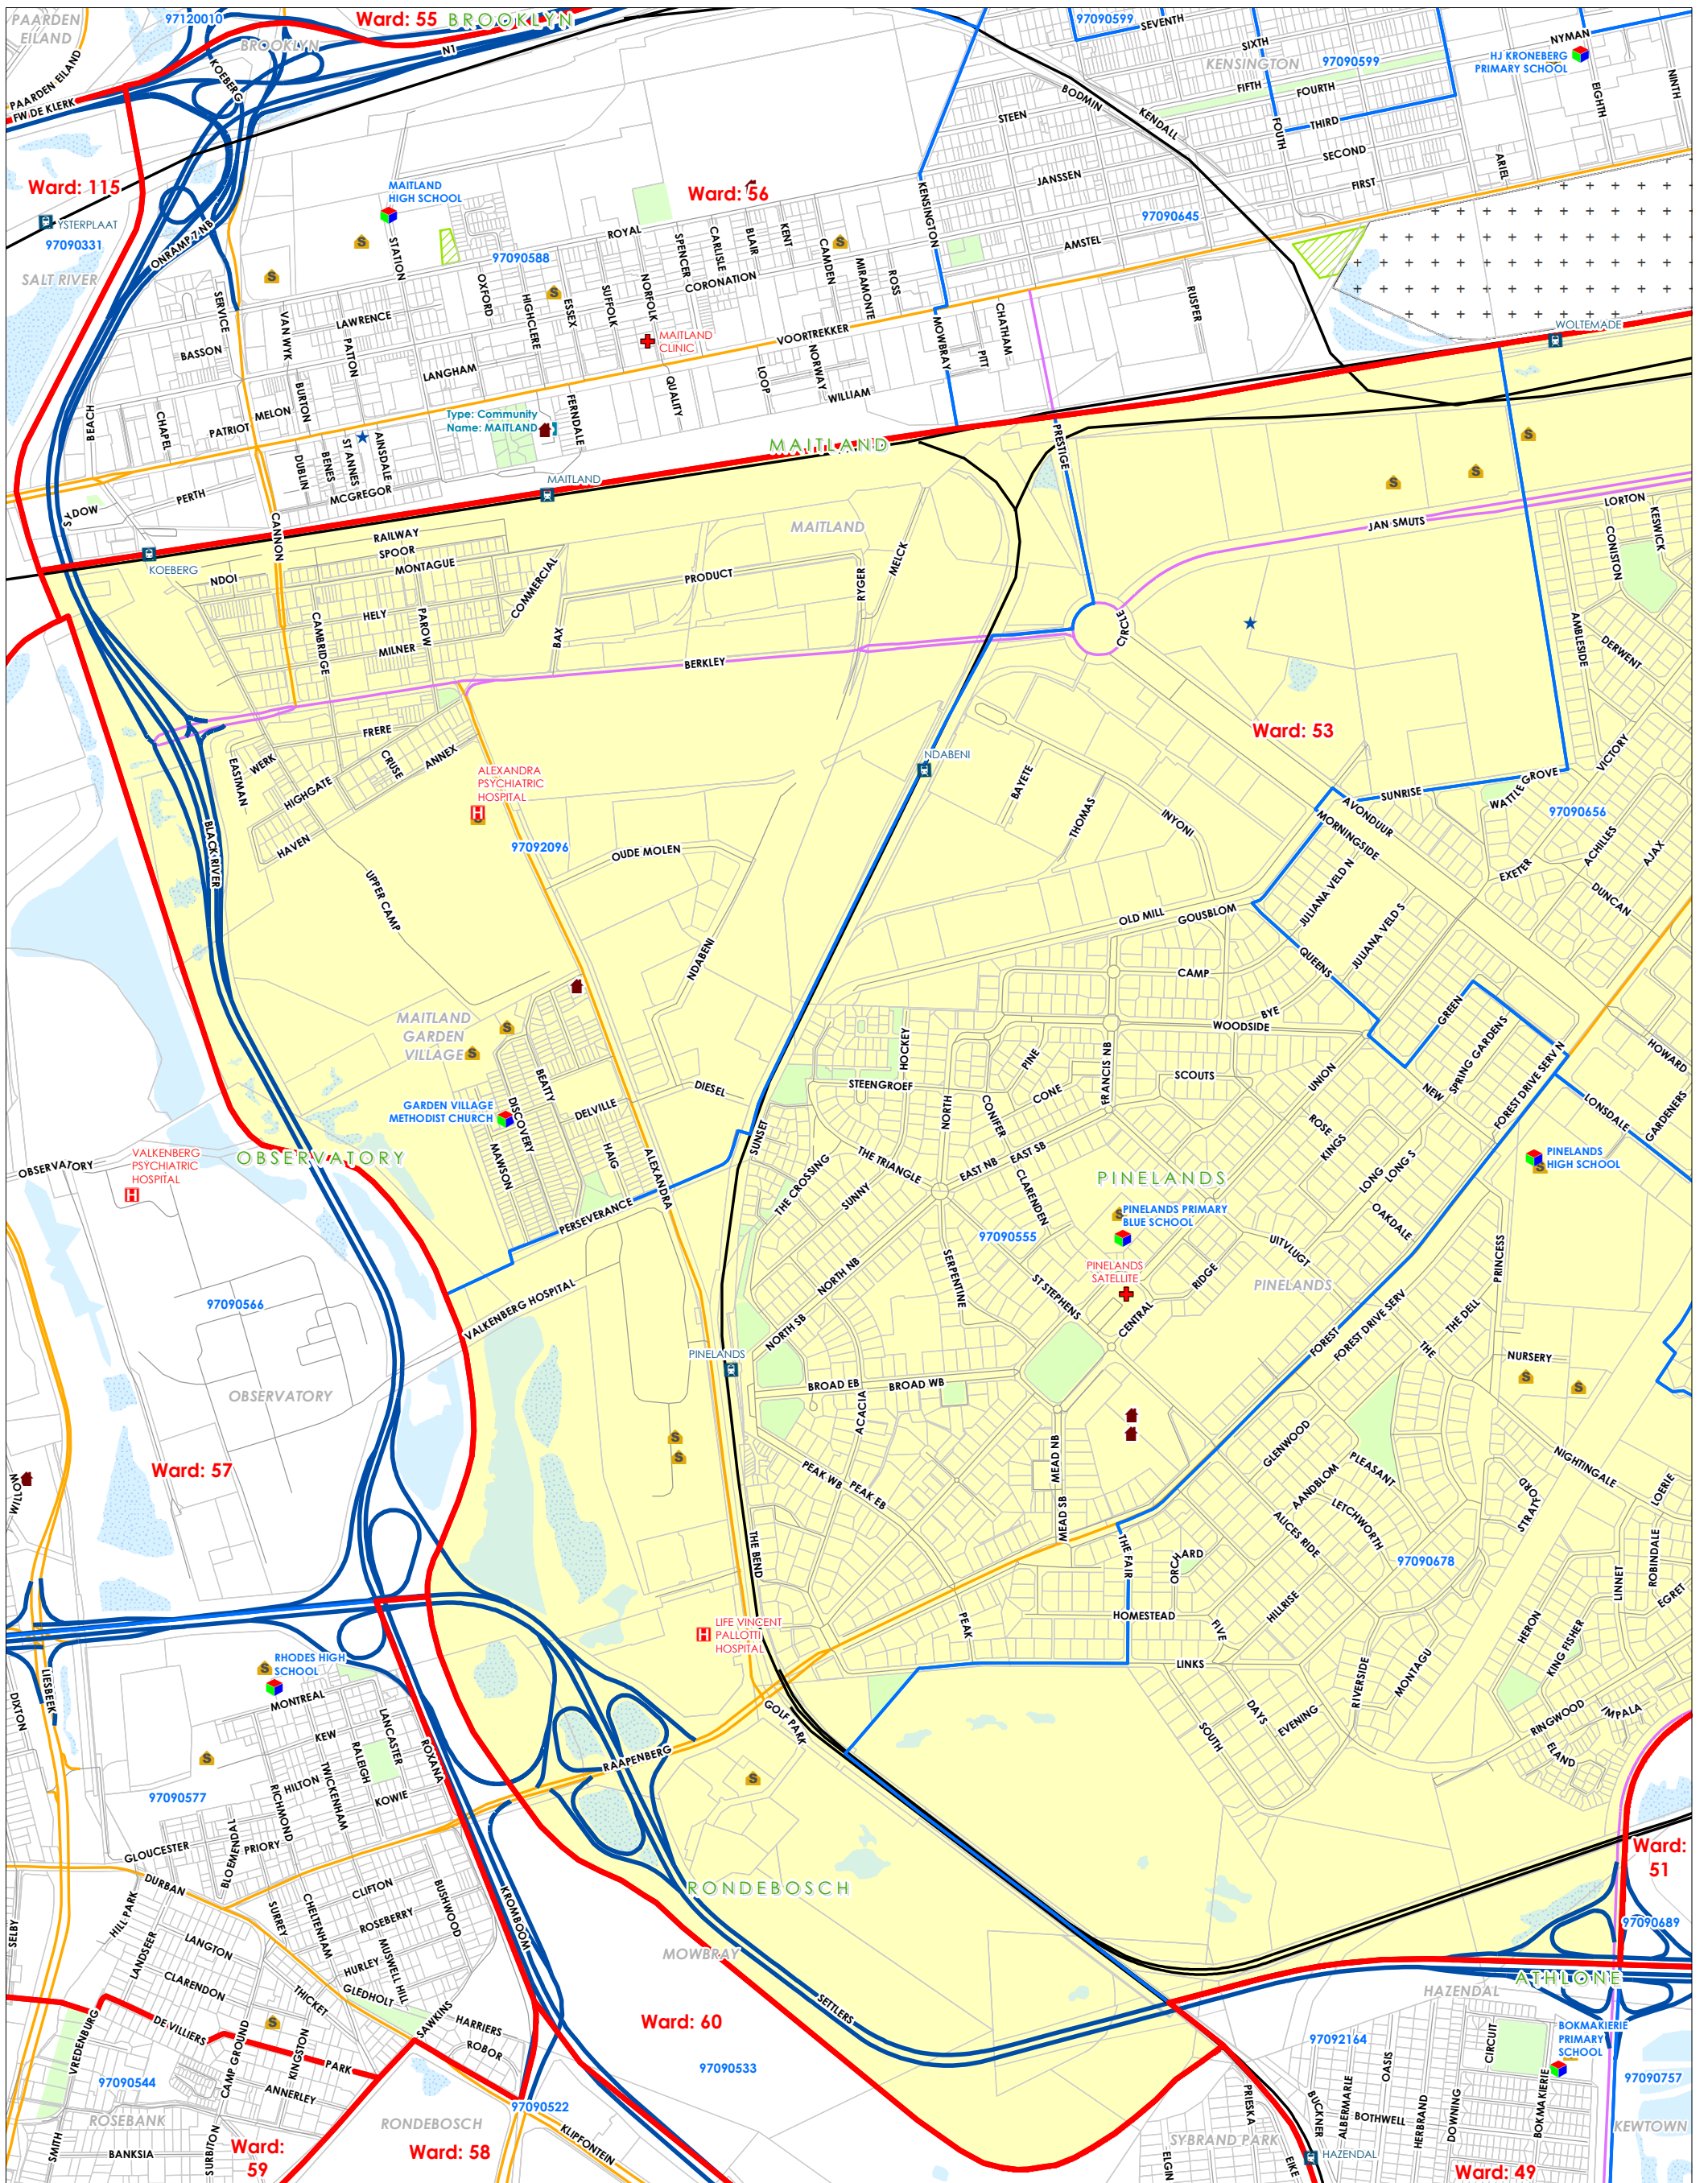 PAARDEN
EILAND
97120010
Ward: 55
BROOKLYN
BROOKLYN
KOEBERG
N1
PAARDEN EILAND
FW DE KLERK
97090599
SEVENTH
SIXTH
KENSINGTON
97090599
FIFTH
FOURTH
THIRD
SECOND
FIRST
HJ KRONEBERG
PRIMARY SCHOOL
NYMAN
EIGHTH
NINTH
BODMIN
KENDALL
STEEN
FOUTH
ARIEL
JANSSEN
KENSINGTON
Ward: 115
YSTERPLAAT
97090331
SALT RIVER
ONRAMP 7 NB
MAITLAND
HIGH SCHOOL
STATION
Ward: 56
97090645
AMSTEL
ROYAL
97090588
SPENCER
CARLISLE
BLAIR
KENT
CAMDEN
MIRAMONTE
ROSS
CORONATION
OXFORD
HIGHCLERE
ESSEX
SUFFOLK
NORFOLK
SERVICE
VAN WYK
LAWRENCE
PATTON
BASSON
LANGHAM
MAITLAND
CLINIC
VOORTREKKER
MOWBRAY
CHATHAM
PITT
RUSPER
WOLTEMADE
LOOP
NORWAY
WILLIAM
QUALITY
FERNDALE
BEACH
CHAPEL
MELON
PATRIOT
BURTON
DUBLIN
BENES
ST ANNES
AINSDALE
Type: Community
Name: MAITLAND
MCGREGOR
PERTH
DOW
CANNON
MAITLAND
MAITLAND
MAITLAND
PRESTIGE
JAN SMUTS
LORTON
KESWICK
CONISTON
KOEBERG
RAILWAY
SPOOR
MONTAGUE
NDOI
HELY
MILNER
CAMBRIDGE
PAROW
COMMERCIAL
BAX
PRODUCT
RYGER
MELCK
BERKLEY
CIRCLE
AMBLESIDE
DERWENT
VICTORY
Ward: 53
FRERE
WERK
CRUSE
ANNEX
EASTMAN
HIGHGATE
HAVEN
BLACK RIVER
UPPER CAMP
ALEXANDRA
PSYCHIATRIC
HOSPITAL
97092096
OUDE MOLEN
NDABENI
NDABENI
BAYETE
THOMAS
INYONI
SUNRISE
AVONDUUR
MORNINGSIDE
WATTLE GROVE
97090656
ACHILLES
AJAX
EXETER
DUNCAN
OLD MILL
GOUSBLOM
JULIANA VELD N
JULIANA VELD S
QUEENS
CAMP
BYE
WOODSIDE
GREEN
SPRING GARDENS
NEW
FOREST DRIVE SERV N
HOWARD
LONSDALE
GARDENERS
MAITLAND
GARDEN
VILLAGE
BEATTY
DISCOVERY
GARDEN VILLAGE
METHODIST CHURCH
DELVILLE
DIESEL
HAIG
MAWSON
PERSEVERANCE
ALEXANDRA
SUNSET
HOCKEY
STEENGROEF
PINE
CONE
CONIFER
NORTH
FRANCIS NB
SCOUTS
UNION
ROSE
KINGS
LONG
LONG S
OAKDALE
THE TRIANGLE
EAST NB
EAST SB
CLARENDEN
THE CROSSING
SUNNY
PINELANDS
PINELANDS PRIMARY
BLUE SCHOOL
97090555
PINELANDS
SATELLITE
UITVLUGT
RIDGE
CENTRAL
PINELANDS
PINELANDS
HIGH SCHOOL
PRINCESS
OBSERVATORY
OBSERVATORY
VALKENBERG
PSYCHIATRIC
HOSPITAL
VALKENBERG HOSPITAL
97090566
OBSERVATORY
Ward: 57
WILLOW
NORTH NB
NORTH SB
SERPENTINE
ST STEPHENS
PINELANDS
BROAD EB
BROAD WB
ACACIA
PEAK WB
PEAK EB
MEAD NB
MEAD SB
THE BEND
FOREST
FOREST DRIVE SERV
THE DELL
THE
NURSERY
GLENWOOD
PLEASANT
AANDBLOM
LETCHWORTH
ALICES RIDE
NIGHTINGALE
STRATFORD
LOERIE
97090678
ROBINDALE
LINNET
EGRET
HERON
KING FISHER
RINGWOOD
IMPALA
ELAND
THE FAIR
ORCHARD
HOMESTEAD
FIVE
HILLRISE
PEAK
LINKS
MONTAGU
RIVERSIDE
DAYS
EVENING
SOUTH
LIFE VINCENT
PALLOTTI
HOSPITAL
GOLF PARK
RAAPENBERG
LIESBEEK
DIXTON
RHODES HIGH
SCHOOL
MONTREAL
KEW
LANCASTER
RALEIGH
ROXANA
HILTON
TWICKENHAM
RICHMOND
KOWIE
97090577
GLOUCESTER
BLOEMENDAL
PRIORY
DURBAN
HILL PARK
CLIFTON
SURREY
CHELTENHAM
ROSEBERRY
BUSHWOOD
KROMBOOM
SELBY
LANDSEER
LANGTON
HURLEY
MUSWELL HILL
CLARENDON
THICKET
GLEDHOLT
SAWKINS
HARRIERS
ROBOR
DE VILLIERS
PARK
VREDENBURG
CAMP GROUND
KINGSTON
ANNERLEY
97090544
ROSEBANK
BANKSIA
SMITH
SURBITON
Ward:
59
RONDEBOSCH
Ward: 58
97090522
KLIPFONTEIN
RONDEBOSCH
MOWBRAY
Ward: 60
97090533
SETTLERS
Ward:
51
97090689
ATHLONE
HAZENDAL
97092164
BOKMAKIERIE
PRIMARY
SCHOOL
CIRCUIT
OASIS
ALBERMARLE
BUCKNER
BOTHWELL
HERBRAND
DOWNING
BOKMAKIERIE
97090757
KEWTOWN
PRIESKA
SYBRAND PARK
ELGIN
EIKE
HAZENDAL
Ward: 49